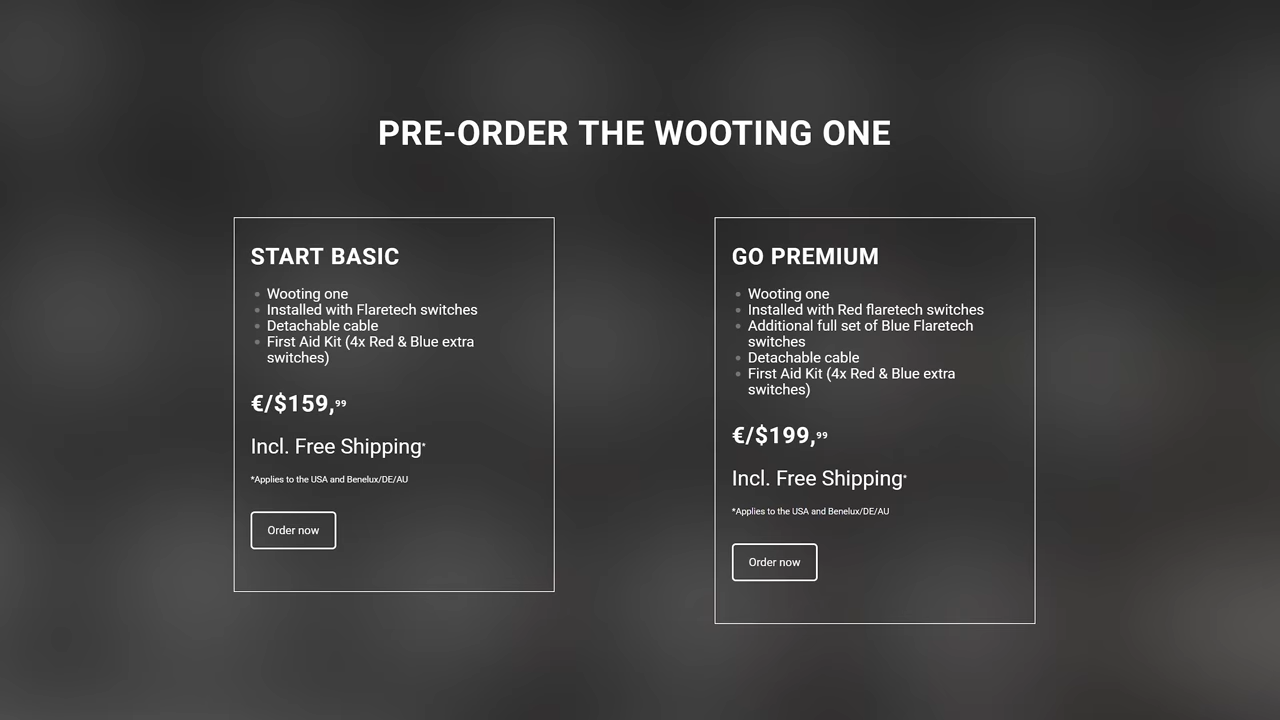 PRE-ORDER THE WOOTING ONE
START BASIC
Wooting one
Installed with Flaretech switches
Detachable cable
First Aid Kit (4x Red & Blue extra
switches)
€/$159,99
Incl. Free Shipping*
*Applies to the USA and Benelux/DE/AU
Order now
GO PREMIUM
Wooting one
Installed with Red flaretech switches
Additional full set of Blue Flaretech
switches
Detachable cable
First Aid Kit (4x Red & Blue extra
switches)
€/$199,99
Incl. Free Shipping*
*Applies to the USA and Benelux/DE/AU
Order now